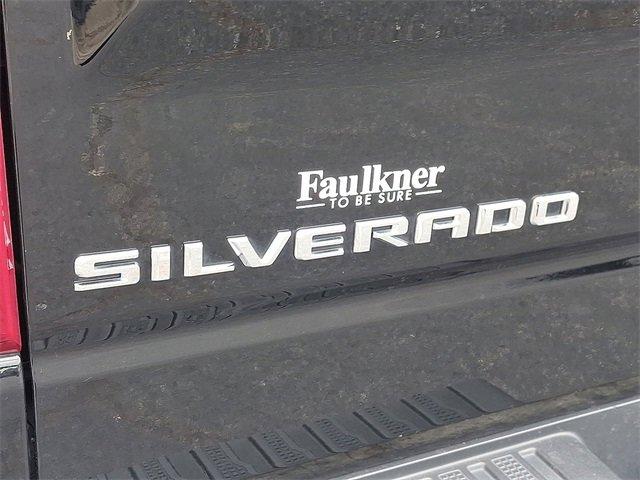 Faulkner
TO BE SURE
SILVERADO